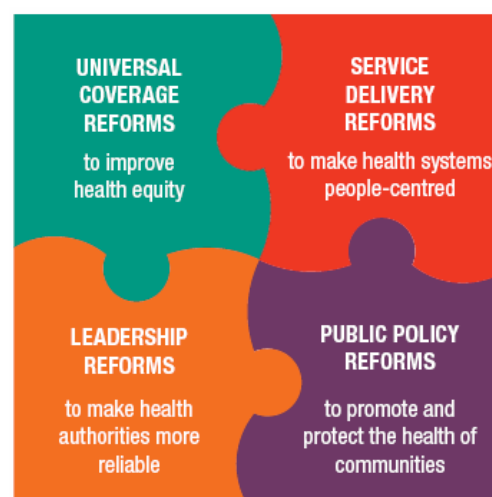 UNIVERSAL
COVERAGE
REFORMS
to improve
health equity
SERVICE
DELIVERY
REFORMS
to make health systems
people-centred
LEADERSHIP
REFORMS
to make health
authorities more
reliable
PUBLIC POLICY
REFORMS
to promote and
protect the health of
communities